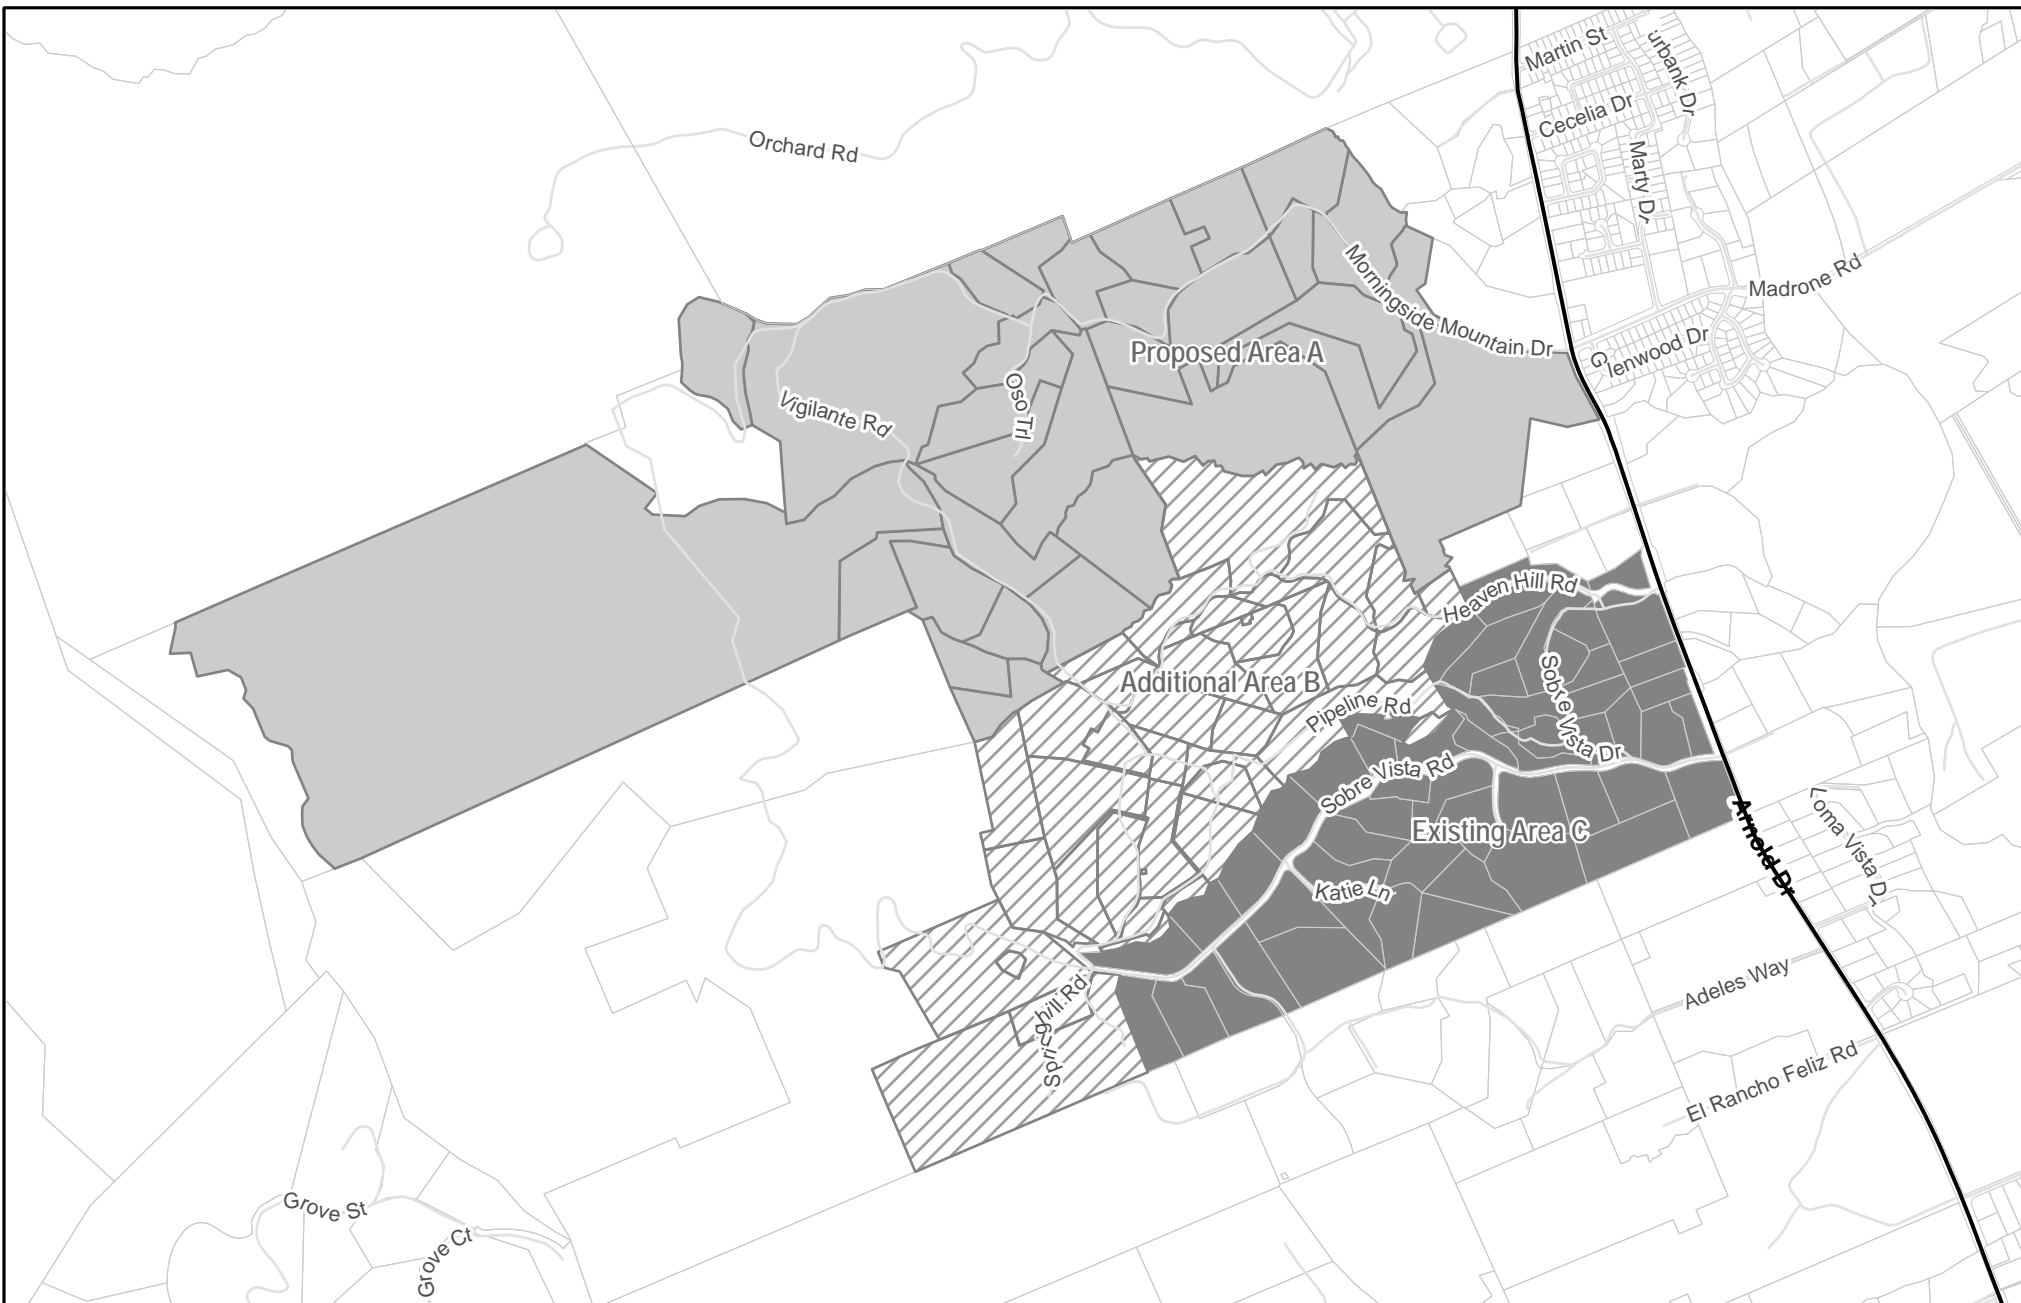 Martin St
urbank Dr
Cecelia Dr
Orchard Rd
Marty Dr
Madrone Rd
Morningside Mountain Dr
Glenwood Dr
Proposed Area A
Oso Trl
Vigilante Rd
Heaven Hill Rd
Additional Area B
Sobre Vista Dr
Pipeline Rd
Sobre Vista Rd
Existing Area C
Arnold Dr
Loma Vista Dr
Katie Ln
Adeles Way
Springhill Rd
El Rancho Feliz Rd
Grove St
Grove Ct